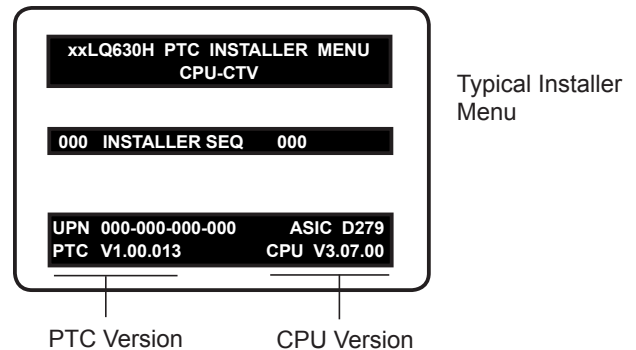 xxLQ630H PTC INSTALLER MENU
CPU-CTV
Typical Installer
Menu
000 INSTALLER SEQ 000
UPN 000-000-000-000 ASIC D279
PTC V1.00.013 CPU V3.07.00
PTC Version CPU Version